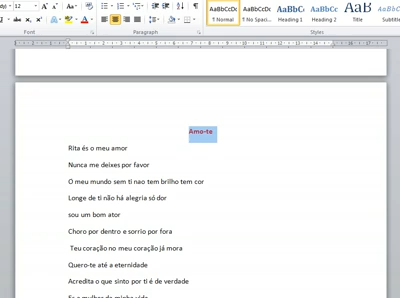 dy)
12
Aa
Font
Paragraph
AaBbCcDc
¶ Normal
AaBbCcDc
¶ No Spaci...
AaBbC
Heading 1
AaBbCc
Heading 2
AaB
Title
AaBbCc
Subtitle
Styles
Amo-te
Rita és o meu amor
Nunca me deixes por favor
O meu mundo sem ti nao tem brilho tem cor
Longe de ti não há alegria só dor
sou um bom ator
Choro por dentro e sorrio por fora
Teu coração no meu coração já mora
Quero-te até a eternidade
Acredita o que sinto por ti é de verdade